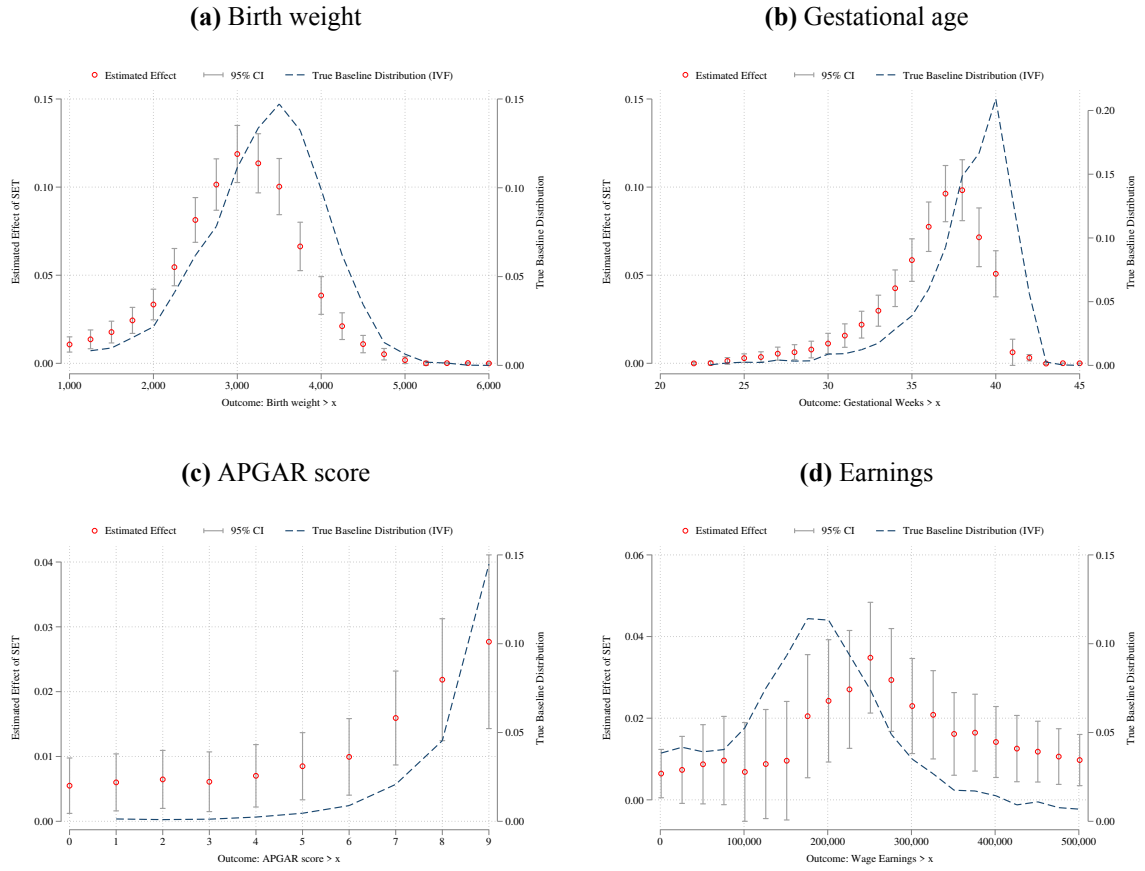 (a) Birth weight
Estimated Effect 95% CI True Baseline Distribution (IVF)
0.15
0.10
0.05
0.00
Estimated Effect of SET
0.15
0.10
0.05
0.00
True Baseline Distribution
1,000 2,000 3,000 4,000 5,000 6,000
Outcome: Birth weight > x
(b) Gestational age
Estimated Effect 95% CI True Baseline Distribution (IVF)
0.15
0.10
0.05
0.00
Estimated Effect of SET
0.20
0.15
0.10
0.05
0.00
True Baseline Distribution
20 25 30 35 40 45
Outcome: Gestational Weeks > x
(c) APGAR score
Estimated Effect 95% CI True Baseline Distribution (IVF)
0.04
0.03
0.02
0.01
0.00
Estimated Effect of SET
0.15
0.10
0.05
0.00
True Baseline Distribution
0 1 2 3 4 5 6 7 8 9
Outcome: APGAR score > x
(d) Earnings
Estimated Effect 95% CI True Baseline Distribution (IVF)
0.06
0.04
0.02
0.00
Estimated Effect of SET
0.15
0.10
0.05
0.00
True Baseline Distribution
0 100,000 200,000 300,000 400,000 500,000
Outcome: Wage Earnings > x